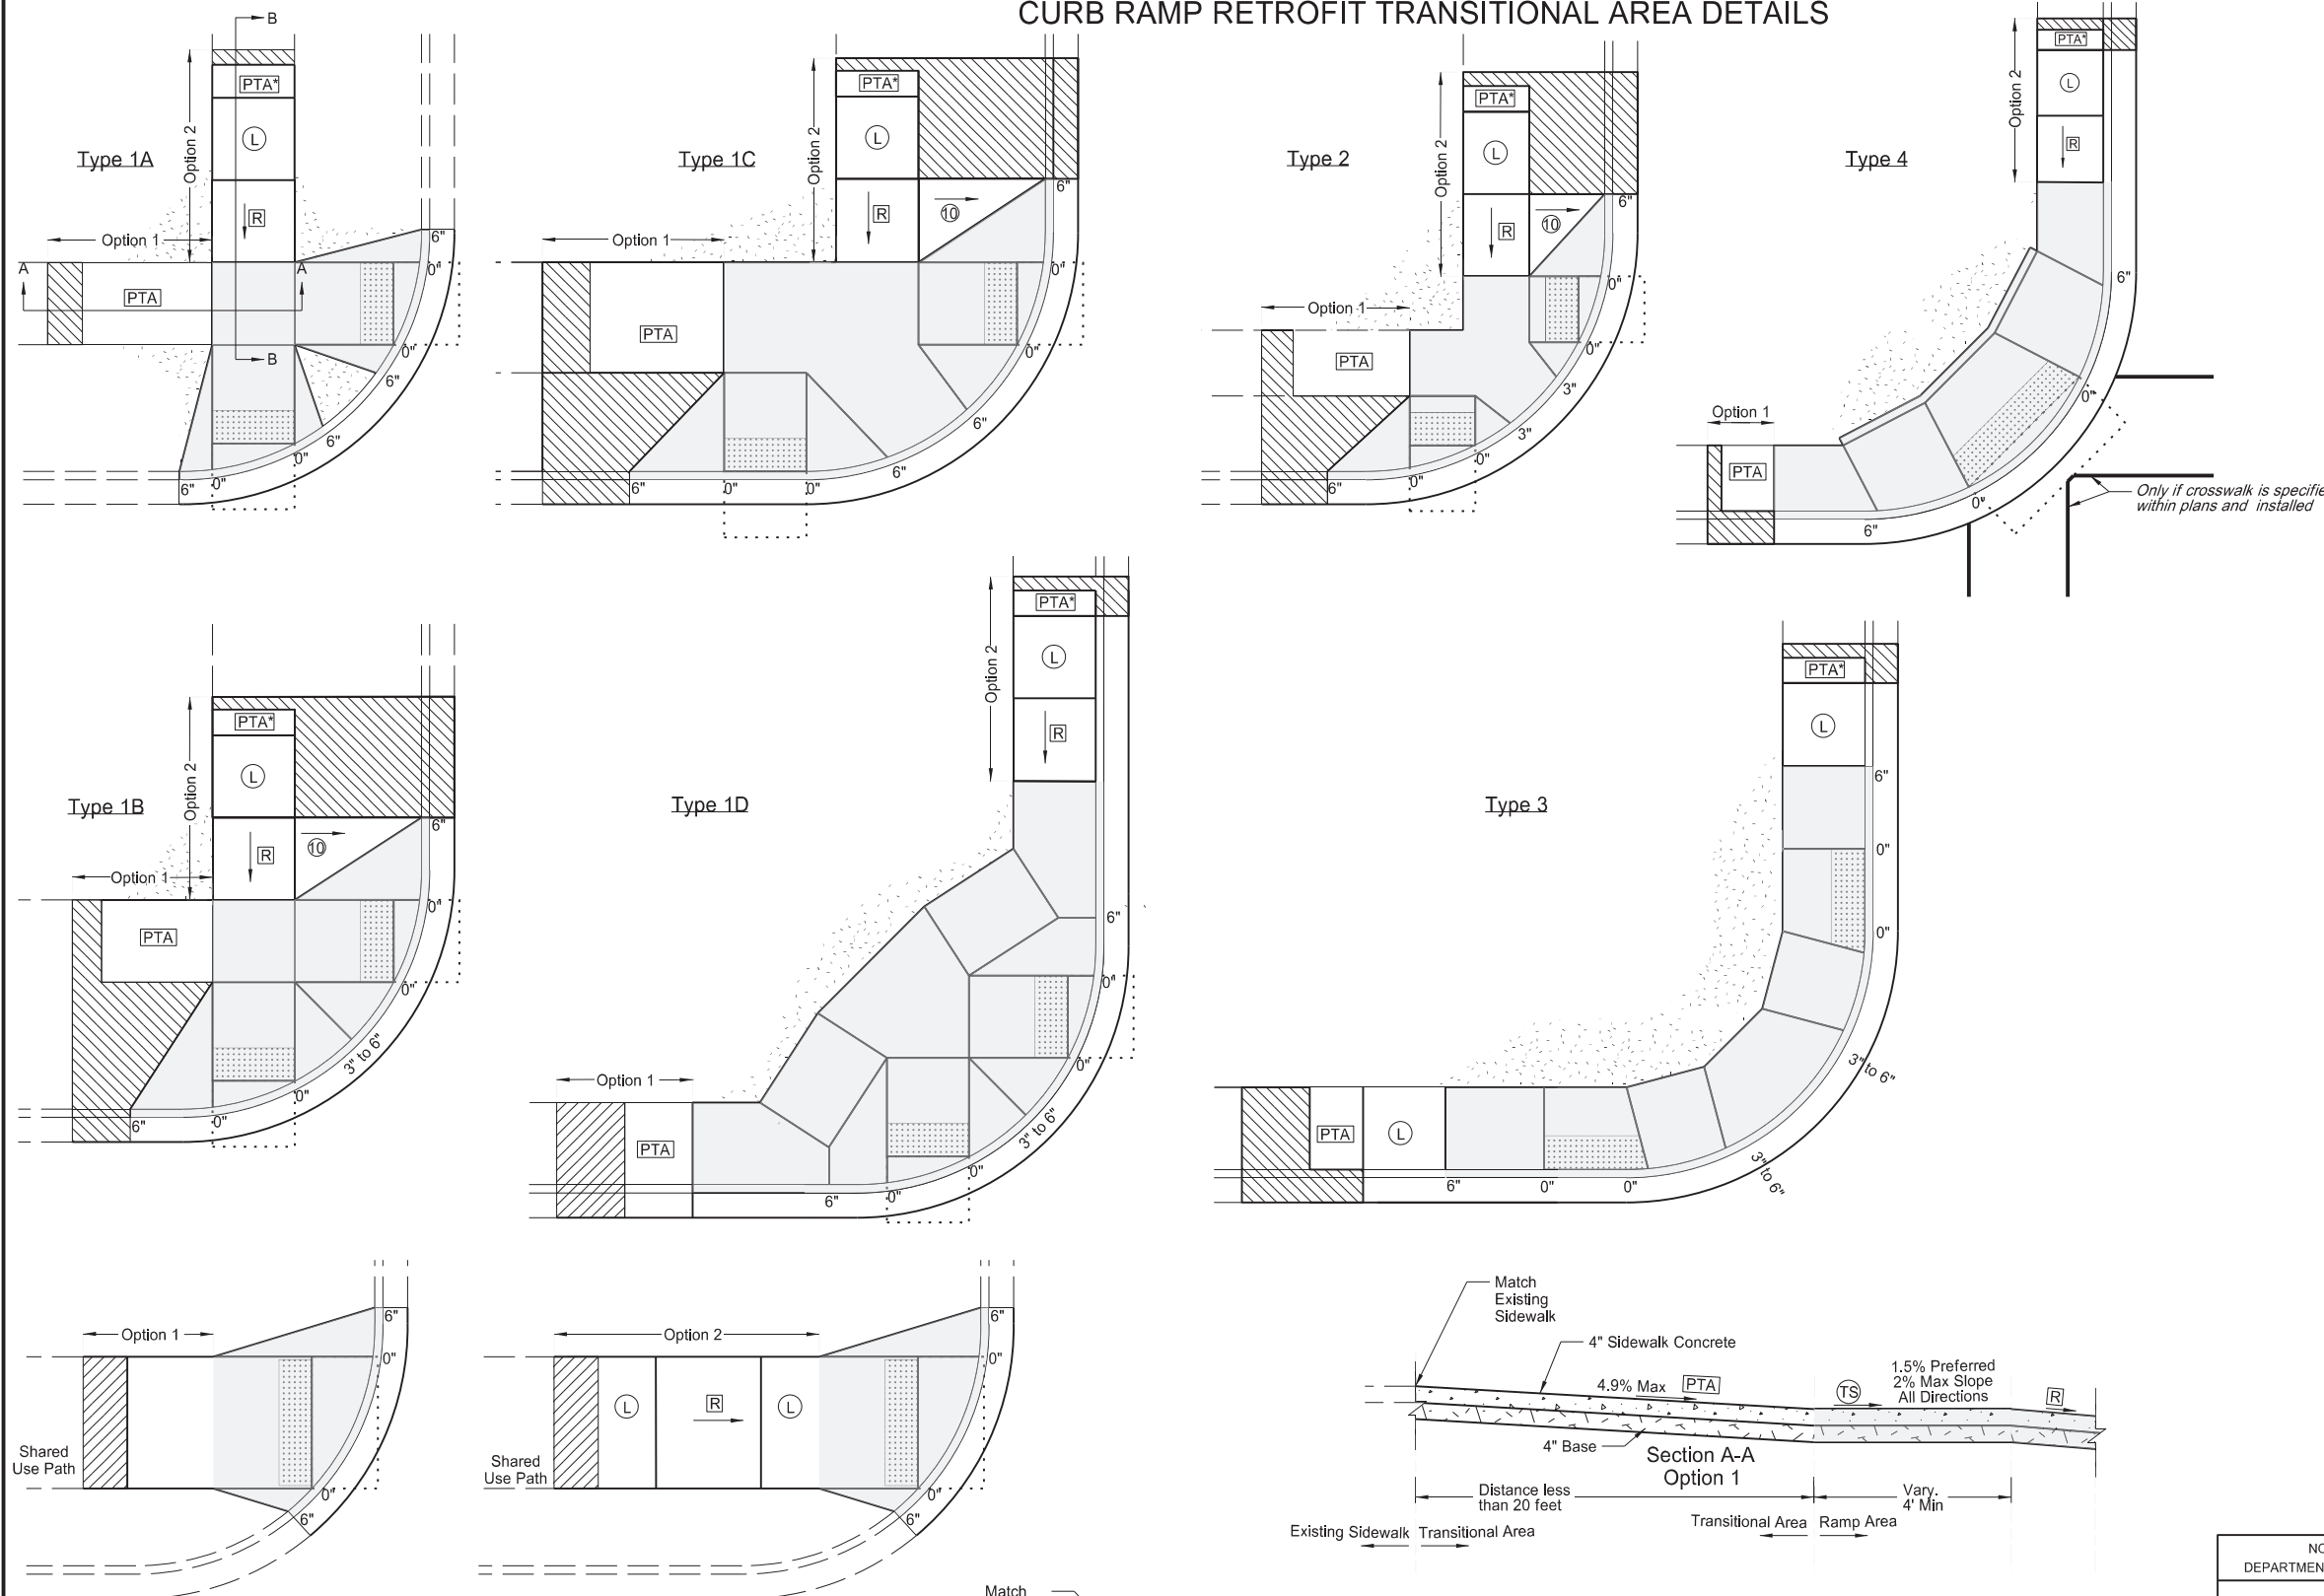 CURB RAMP RETROFIT TRANSITIONAL AREA DETAILS
Type 1A
B
Option 2
PTA*
L
R
Option 1
A
A
PTA
B
6"
0"
0"
6"
6"
0"
0"
6"
Type 1C
Option 2
PTA*
L
R
10
Option 1
PTA
6"
0"
0"
6"
6"
0"
0"
6"
Type 2
Option 2
PTA*
L
R
10
Option 1
PTA
6"
0"
0"
3"
3"
0"
0"
6"
Type 4
Option 2
PTA*
L
R
Option 1
PTA
6"
0"
0"
6"
Only if crosswalk is specifie
within plans and installed
Type 1B
Option 2
PTA*
L
R
10
Option 1
PTA
6"
0"
0"
3" to 6"
0"
0"
6"
Type 1D
Option 2
PTA*
L
R
Option 1
PTA
6"
0"
0"
3" to 6"
0"
0"
6"
Type 3
PTA*
L
6"
0"
0"
3" to 6"
3" to 6"
PTA
L
6"
0"
0"
Option 1
Shared
Use Path
6"
0"
0"
6"
Option 2
Shared
Use Path
L
R
L
6"
0"
0"
6"
Match
Match
Existing
Sidewalk
4" Sidewalk Concrete
4.9% Max
PTA
TS
1.5% Preferred
2% Max Slope
All Directions
R
4" Base
Section A-A
Option 1
Distance less
than 20 feet
Vary.
4' Min
Existing Sidewalk
Transitional Area
Transitional Area
Ramp Area
NO
DEPARTMEN